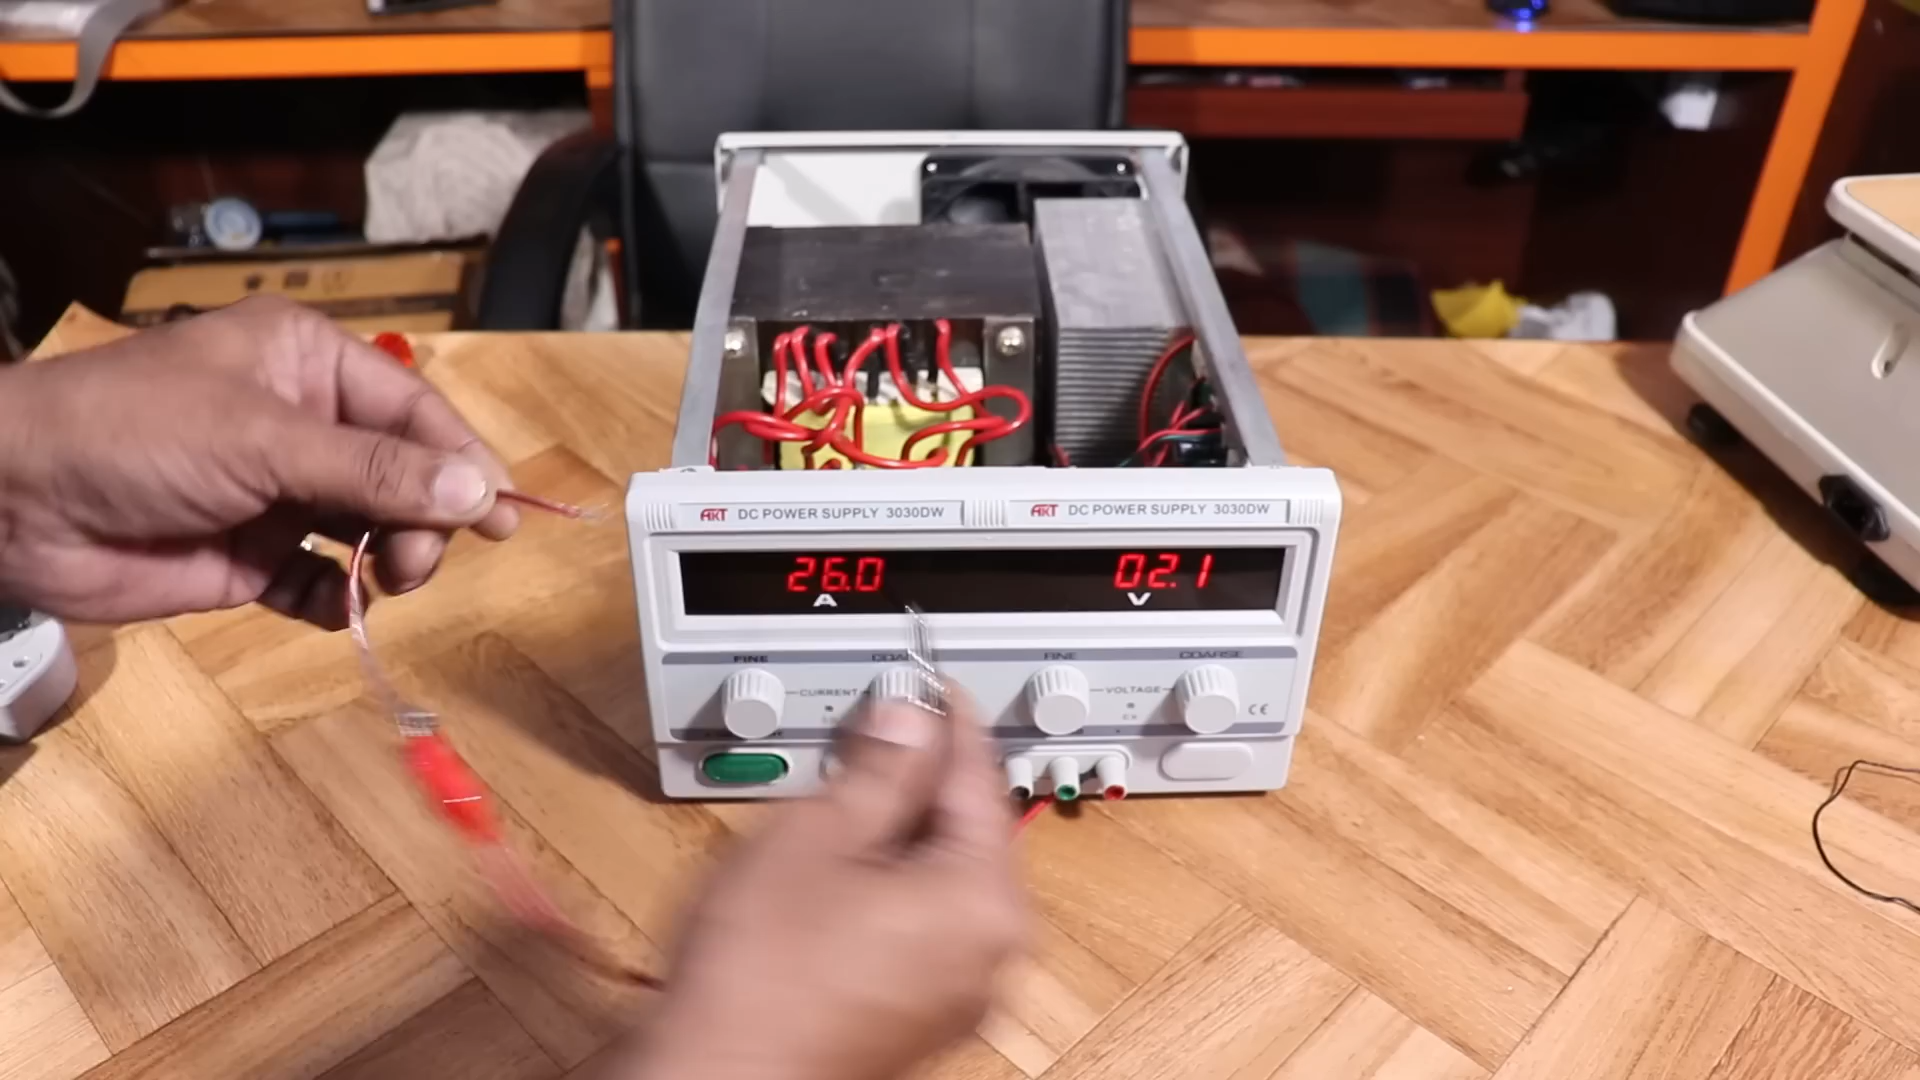 AKT DC POWER SUPPLY 3030DW
AKT DC POWER SUPPLY 3030DW
26.0
02.1
A
V
FINE
FINE
COARSE
CURRENT
VOLTAGE
CE